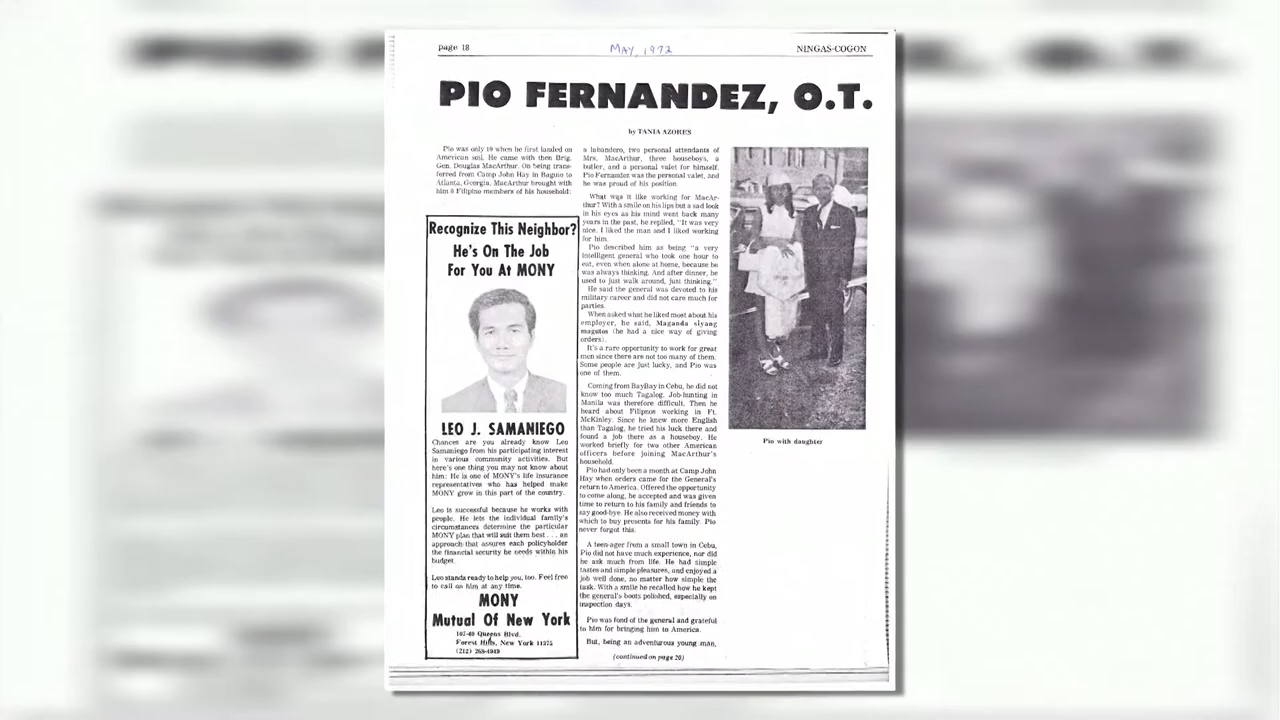 page 18
MAY, 1972
NINGAS-COGON
PIO FERNANDEZ, O.T.
by TANIA AZORES
Pio was only 19 when he first landed on
American soil. He came with then Brig.
Gen. Douglas MacArthur. On being trans-
ferred from Camp John Hay in Baguio to
Atlanta, Georgia, MacArthur brought with
him 8 Filipino members of his household:
Recognize This Neighbor?
He's On The Job
For You At MONY
LEO J. SAMANIEGO
Chances are you already know Leo
Samaniego from his participating interest
in various community activities. But
here's one thing you may not know about
him: He is one of MONY's life insurance
representatives who has helped make
MONY grow in this part of the country.
Leo is successful because he works with
people. He lets the individual family's
circumstances determine the particular
MONY plan that will suit them best . . . an
approach that assures each policyholder
the financial security he needs within his
budget.
Leo stands ready to help you, too. Feel free
to call on him at any time.
MONY
Mutual Of New York
107-40 Queens Blvd.
Forest Hills, New York 11375
(212) 268-4949
a labandero, two personal attendants of
Mrs. MacArthur, three houseboys, a
butler, and a personal valet for himself.
Pio Fernandez was the personal valet, and
he was proud of his position.
What was it like working for MacAr-
thur? With a smile on his lips but a sad look
in his eyes as his mind went back many
years in the past, he replied, "It was very
nice. I liked the man and I liked working
for him.
Pio described him as being "a very
intelligent general who took one hour to
eat, even when alone at home, because he
was always thinking. And after dinner, he
used to just walk around, just thinking."
He said the general was devoted to his
military career and did not care much for
parties.
When asked what he liked most about his
employer, he said, Maganda siyang
magutos (he had a nice way of giving
orders).
It's a rare opportunity to work for great
men since there are not too many of them.
Some people are just lucky, and Pio was
one of them.
Coming from BayBay in Cebu, he did not
know too much Tagalog. Job-hunting in
Manila was therefore difficult. Then he
heard about Filipinos working in Ft.
McKinley. Since he knew more English
than Tagalog, he tried his luck there and
found a job there as a houseboy. He
worked briefly for two other American
officers before joining MacArthur's
household.
Pio had only been a month at Camp John
Hay when orders came for the General's
return to America. Offered the opportunity
to come along, he accepted and was given
time to return to his family and friends to
say good-bye. He also received money with
which to buy presents for his family. Pio
never forgot this.
A teen-ager from a small town in Cebu,
Pio did not have much experience, nor did
he ask much from life. He had simple
tastes and simple pleasures, and enjoyed a
job well done, no matter how simple the
task. With a smile he recalled how he kept
the general's boots polished, especially on
inspection days.
Pio was fond of the general and grateful
to him for bringing him to America.
But, being an adventurous young man,
(continued on page 20)
Pio with daughter